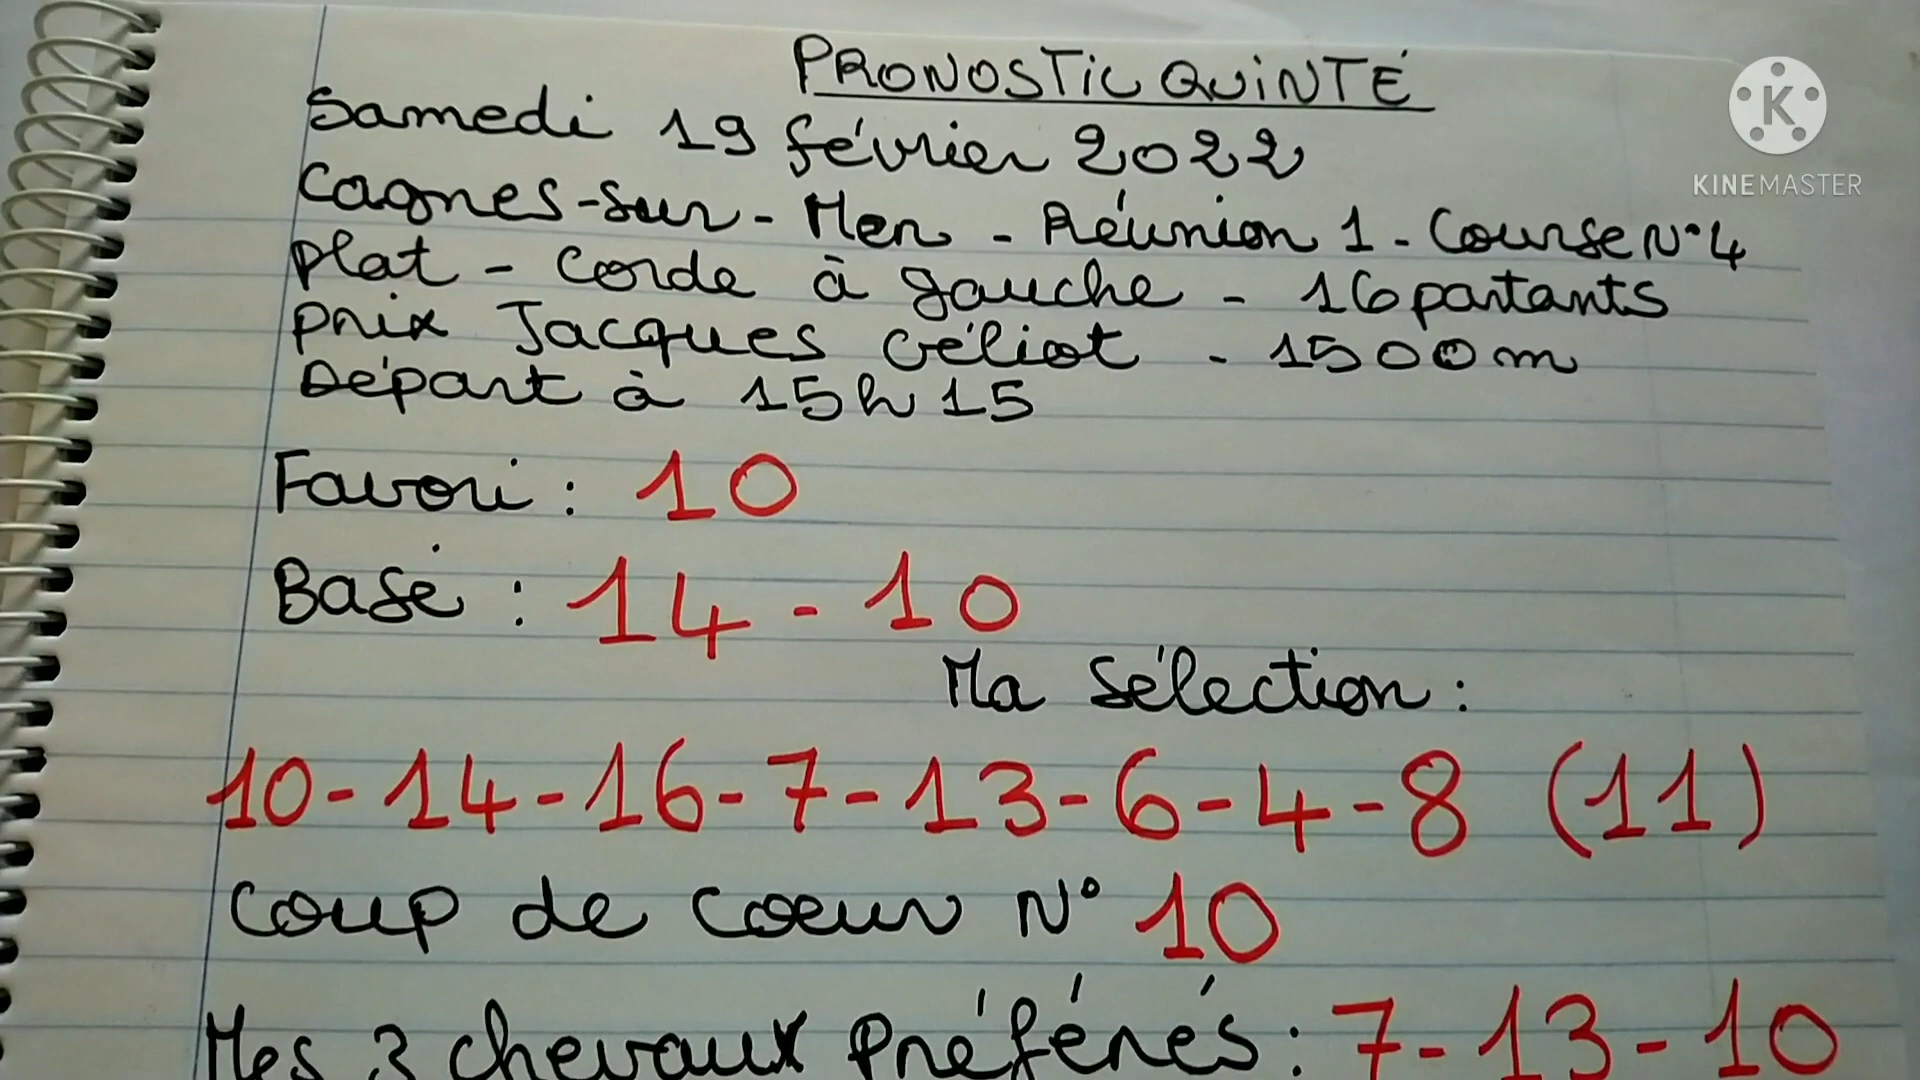 PRONOSTIC QUINTÉ
Samedi 19 février 2022
Cagnes-sur-Mer - Réunion 1 - Course N°4
plat - corde à gauche - 16 partants
prix Jacques Géliot - 1500m
Départ à 15h15
Favori : 10
Base : 14 - 10
Ma sélection :
10-14-16-7-13-6-4-8 (11)
Coup de coeur N° 10
Mes 3 chevaux préférés : 7-13-10
K
KINEMASTER